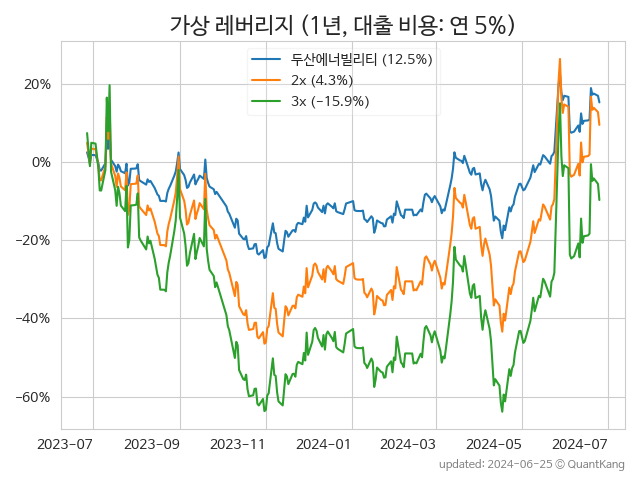 가상 레버리지 (1년, 대출 비용: 연 5%)
두산에너빌리티 (12.5%)
2x (4.3%)
3x (−15.9%)
20%
0%
−20%
−40%
−60%
2023-07 2023-09 2023-11 2024-01 2024-03 2024-05 2024-07
updated: 2024-06-25 ⓒ QuantKang